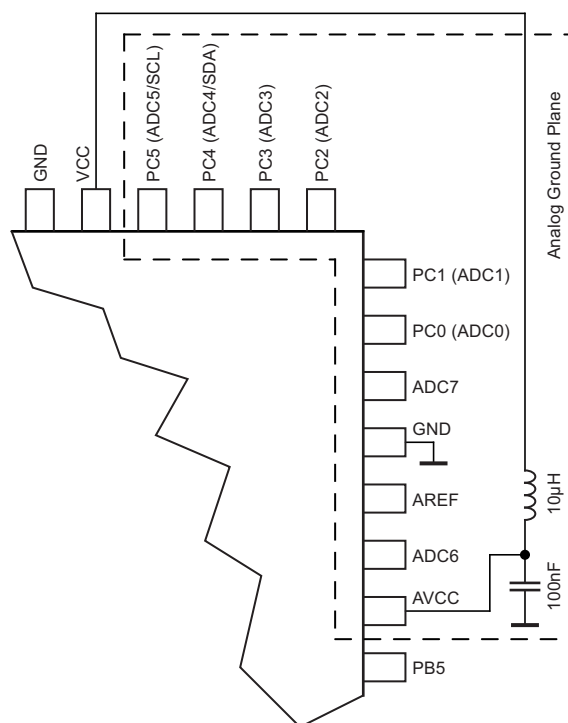 GND
VCC
PC5 (ADC5/SCL)
PC4 (ADC4/SDA)
PC3 (ADC3)
PC2 (ADC2)
Analog Ground Plane
PC1 (ADC1)
PC0 (ADC0)
ADC7
GND
AREF
10µH
ADC6
AVCC
100nF
PB5